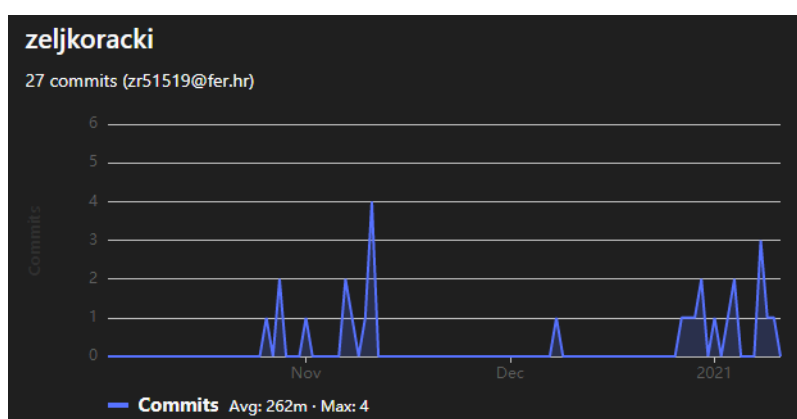 zeljkoracki
27 commits (zr51519@fer.hr)
6
5
4
3
2
1
0
Commits
Nov Dec 2021
Commits Avg: 262m · Max: 4